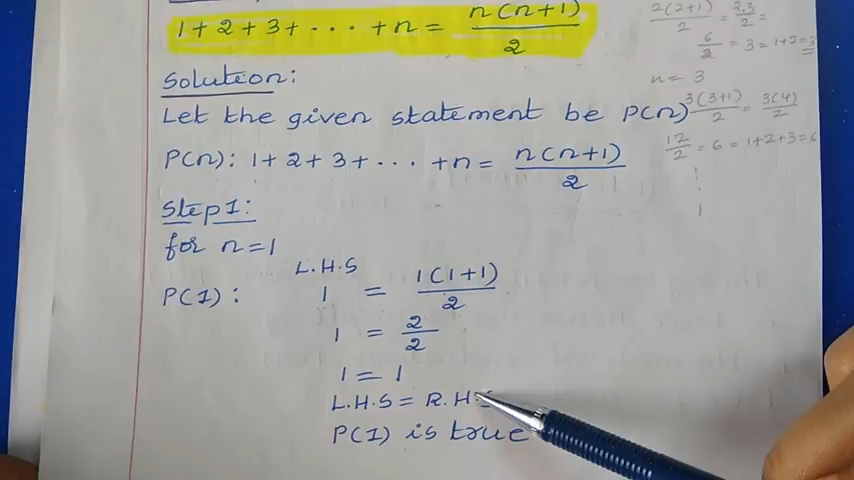 1+2+3+ . . . +n = n(n+1)/2
Solution:
Let the given statement be P(n)
P(n): 1+2+3+ . . . +n = n(n+1)/2
Step1:
for n=1
L.H.S
P(1): 1 = 1(1+1)/2
1 = 2/2
1 = 1
L.H.S = R.H.S
P(1) is true
2(2+1)/2 = 2.3/2 =
6/2 = 3 = 1+2=3
n = 3
3(3+1)/2 = 3(4)/2
12/2 = 6 = 1+2+3=6